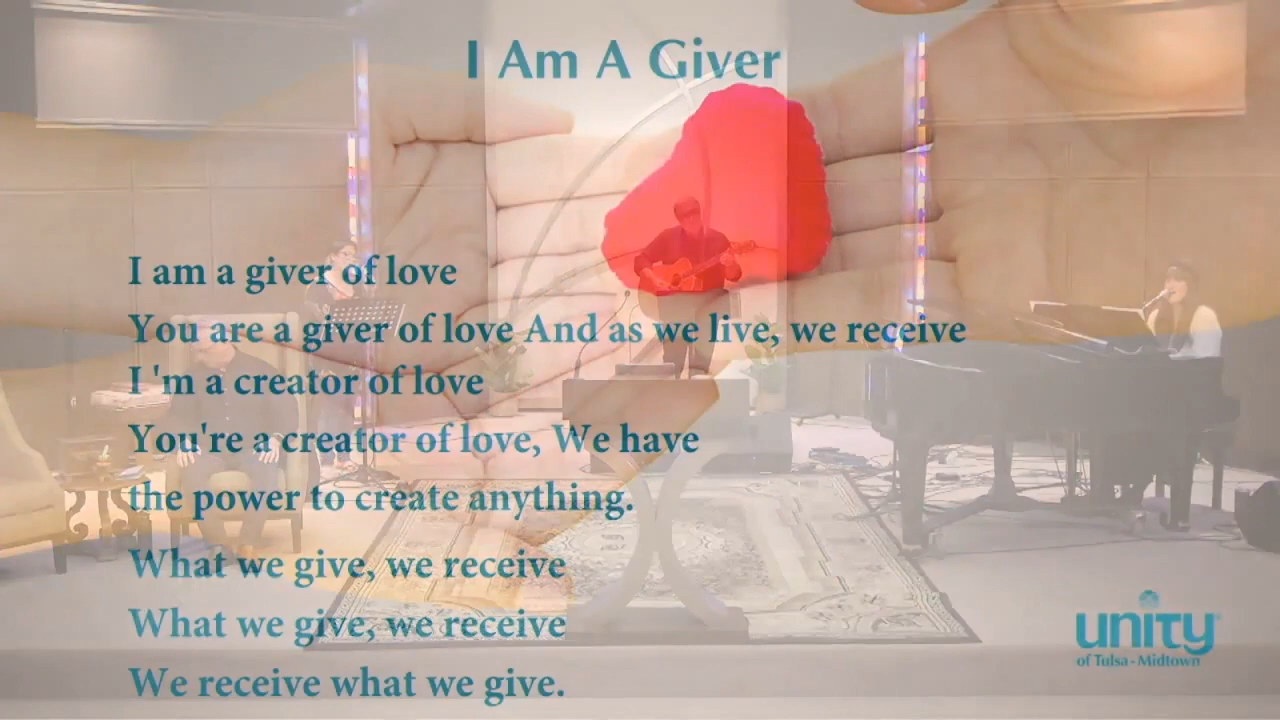 I Am A Giver
I am a giver of love
You are a giver of love And as we live, we receive
I 'm a creator of love
You're a creator of love, We have
the power to create anything.
What we give, we receive
What we give, we receive
We receive what we give.
unity
of Tulsa - Midtown